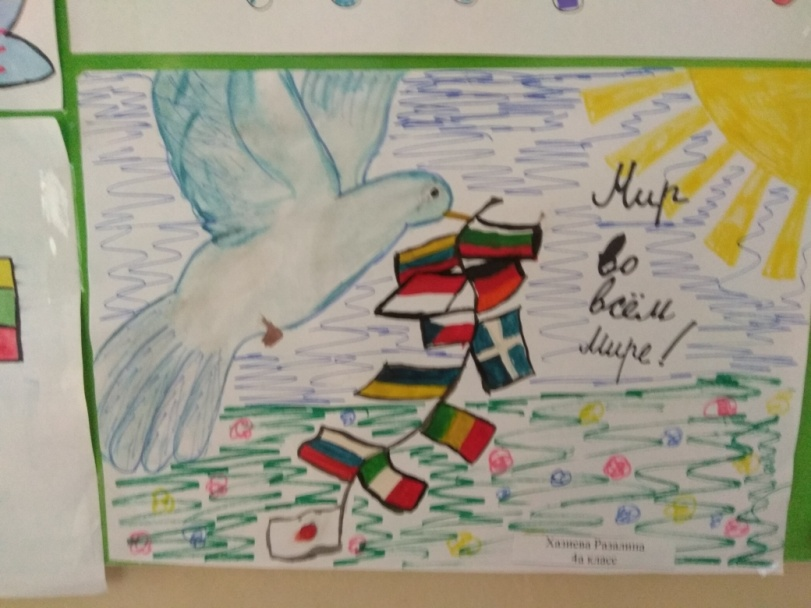 Мир
во
всём
мире!
Хазиева Разалина
4а класс